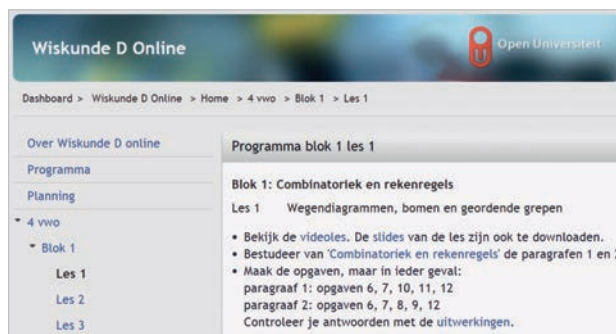 Wiskunde D Online
Open Universiteit
Dashboard > Wiskunde D Online > Home > 4 vwo > Blok 1 > Les 1
Over Wiskunde D online
Programma
Planning
4 vwo
Blok 1
Les 1
Les 2
Les 3
Programma blok 1 les 1
Blok 1: Combinatoriek en rekenregels
Les 1 Wegendiagrammen, bomen en geordende grepen
• Bekijk de videoles. De slides van de les zijn ook te downloaden.
• Bestudeer van 'Combinatoriek en rekenregels' de paragrafen 1 en
• Maak de opgaven, maar in ieder geval:
paragraaf 1: opgaven 6, 7, 10, 11, 12
paragraaf 2: opgaven 6, 7, 8, 9, 12
Controleer je antwoorden met de uitwerkingen.